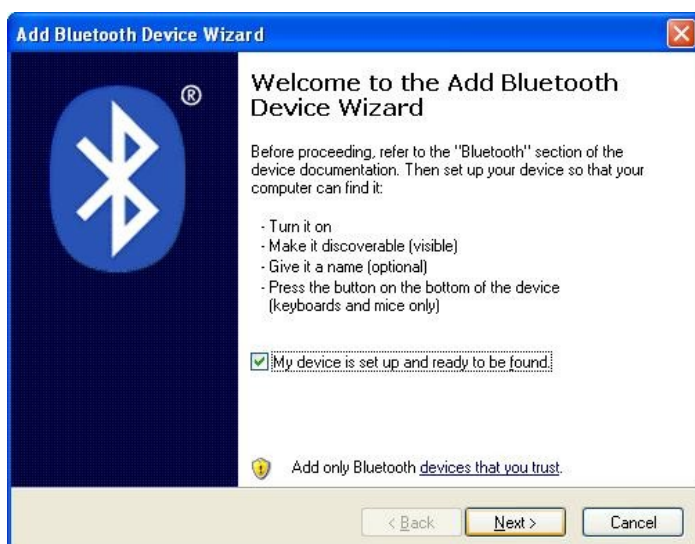 Add Bluetooth Device Wizard
®
Welcome to the Add Bluetooth
Device Wizard
Before proceeding, refer to the "Bluetooth" section of the
device documentation. Then set up your device so that your
computer can find it:
- Turn it on
- Make it discoverable (visible)
- Give it a name (optional)
- Press the button on the bottom of the device
(keyboards and mice only)
My device is set up and ready to be found.
Add only Bluetooth devices that you trust.
< Back Next > Cancel